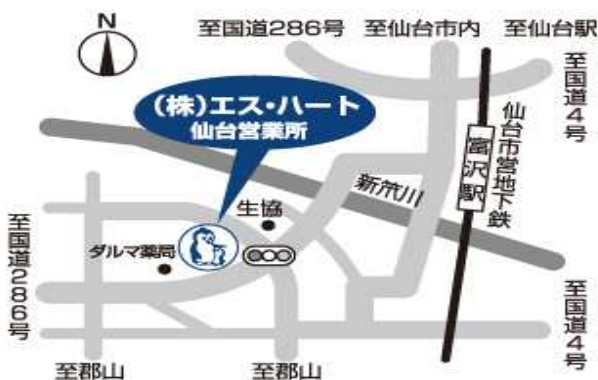 N
至国道286号
至仙台市内
至仙台駅
至国道4号
(株)エス・ハート
仙台営業所
仙台市営地下鉄
富沢駅
新笊川
生協
ダルマ薬局
至国道286号
至国道4号
至郡山
至郡山